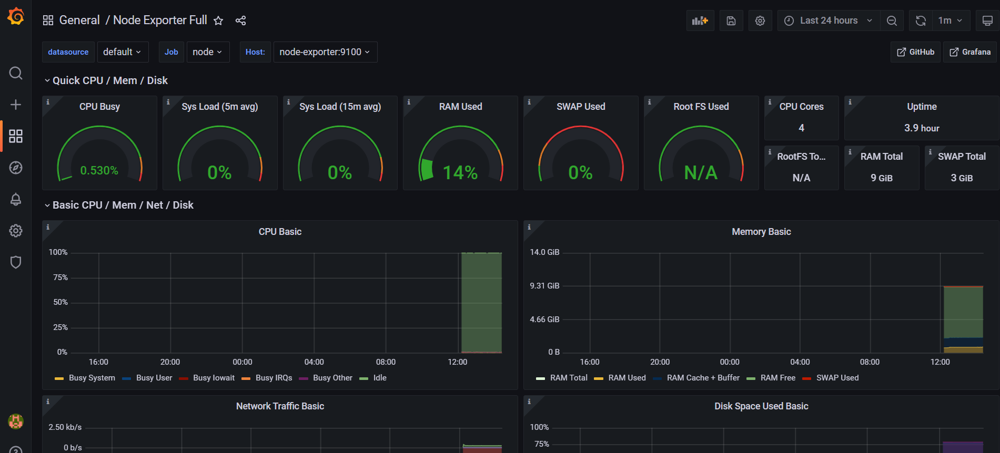 General / Node Exporter Full
Last 24 hours
1m
datasource default Job node Host: node-exporter:9100
GitHub Grafana
Quick CPU / Mem / Disk
CPU Busy
0.530%
Sys Load (5m avg)
0%
Sys Load (15m avg)
0%
RAM Used
14%
SWAP Used
0%
Root FS Used
N/A
CPU Cores
4
Uptime
3.9 hour
RootFS To...
N/A
RAM Total
9 GiB
SWAP Total
3 GiB
Basic CPU / Mem / Net / Disk
CPU Basic
100%
75%
50%
25%
0%
16:00 20:00 00:00 04:00 08:00 12:00
Busy System Busy User Busy Iowait Busy IRQs Busy Other Idle
Memory Basic
14.0 GiB
9.31 GiB
4.66 GiB
0 B
16:00 20:00 00:00 04:00 08:00 12:00
RAM Total RAM Used RAM Cache + Buffer RAM Free SWAP Used
Network Traffic Basic
2.50 kb/s
0 b/s
Disk Space Used Basic
100%
75%